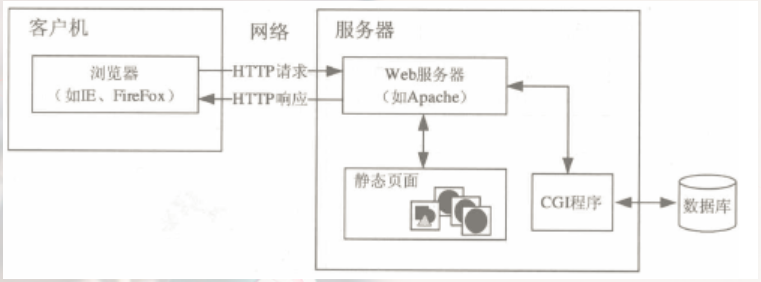 客户机
网络
服务器
浏览器
（如IE、FireFox）
HTTP请求
HTTP响应
Web服务器
（如Apache）
静态页面
CGI程序
数据库